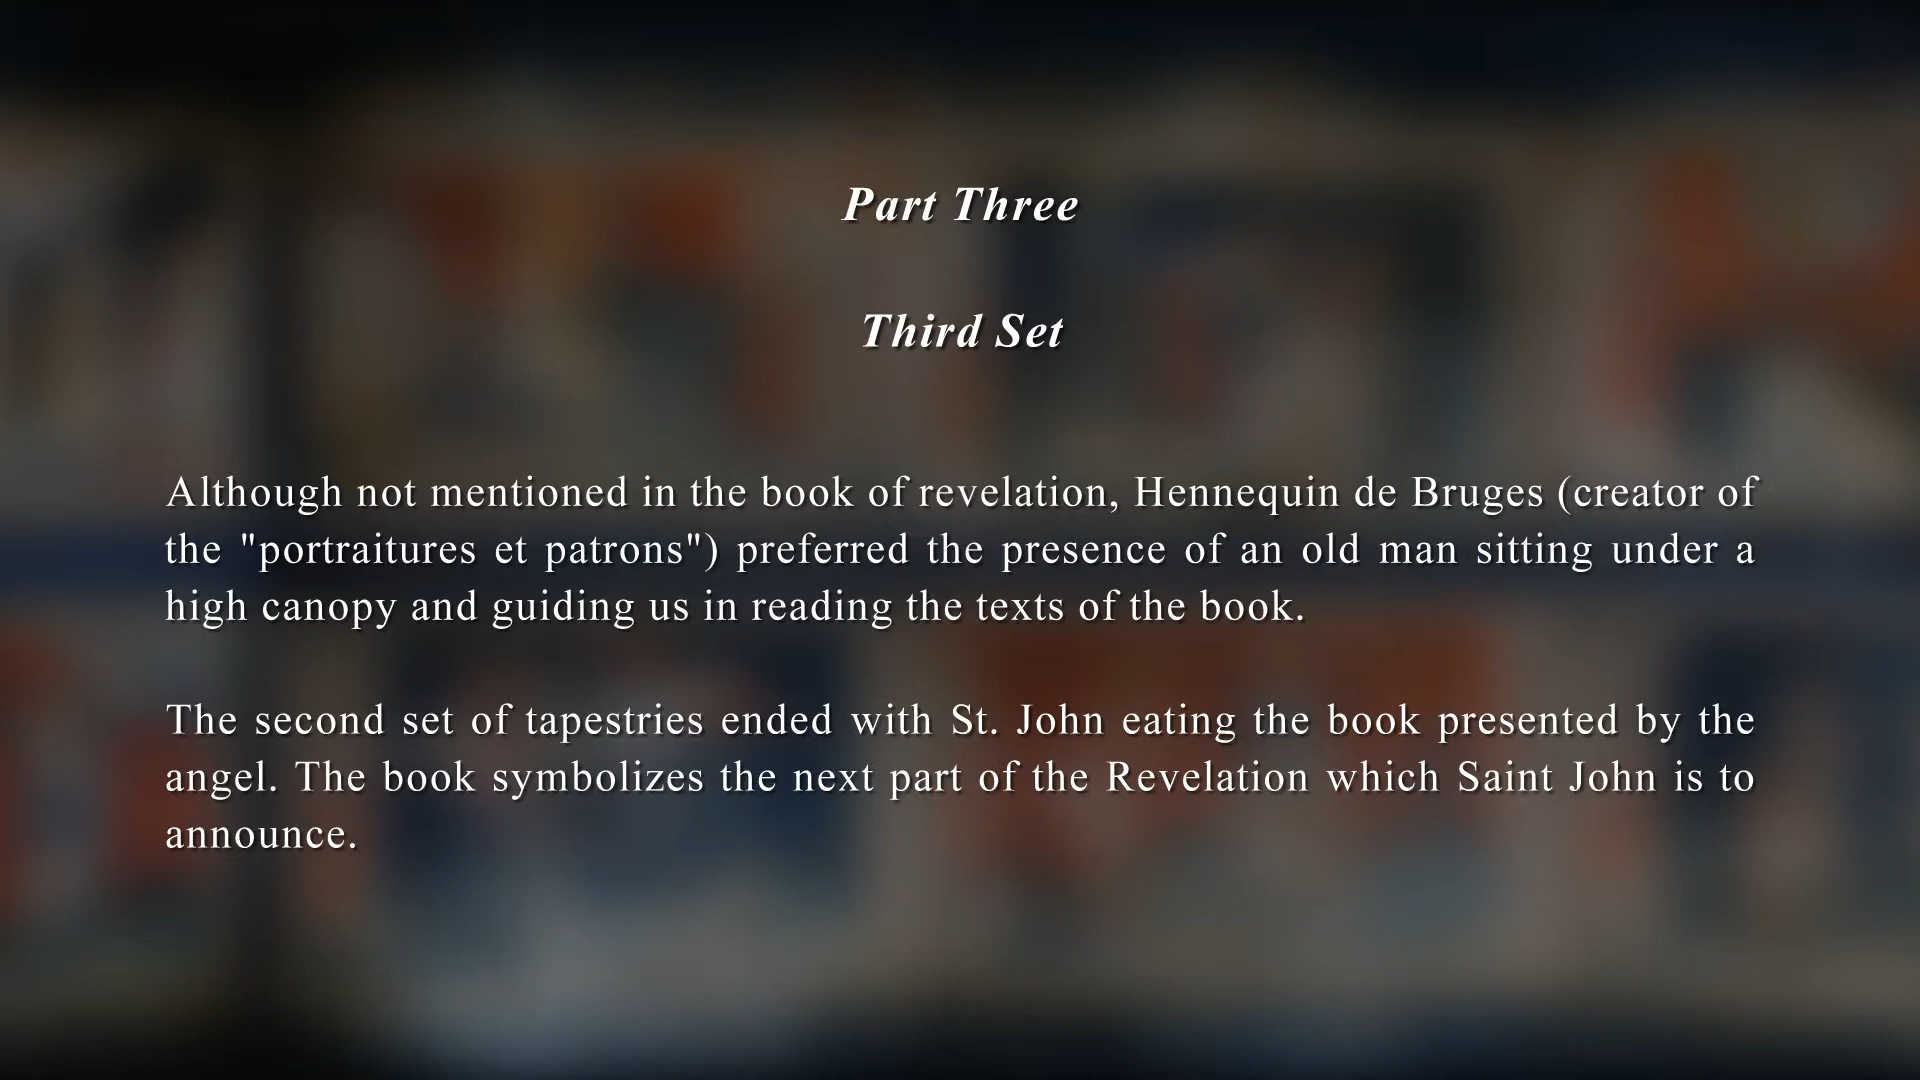 Part Three
Third Set
Although not mentioned in the book of revelation, Hennequin de Bruges (creator of
the "portraitures et patrons") preferred the presence of an old man sitting under a
high canopy and guiding us in reading the texts of the book.
The second set of tapestries ended with St. John eating the book presented by the
angel. The book symbolizes the next part of the Revelation which Saint John is to
announce.